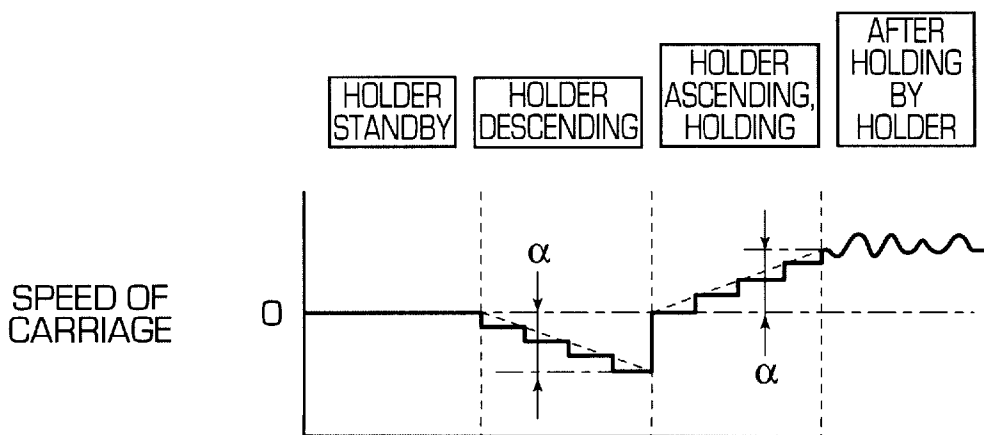 HOLDER
STANDBY
HOLDER
DESCENDING
HOLDER
ASCENDING,
HOLDING
AFTER
HOLDING
BY
HOLDER
SPEED OF
CARRIAGE
0
α
α